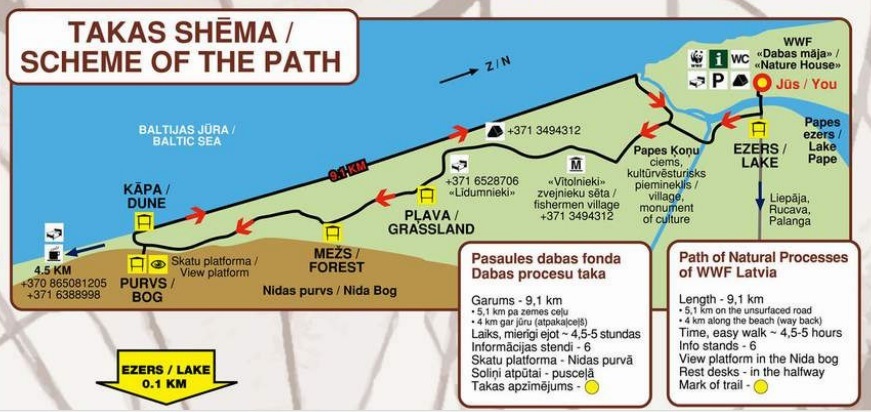 TAKAS SHĒMA /
SCHEME OF THE PATH
Z / N
WWF
«Dabas māja» /
«Nature House»
WWF
i
WC
P
Jūs / You
BALTIJAS JŪRA /
BALTIC SEA
+371 3494312
9.1 KM
Papes
ezers /
Lake
Pape
EZERS /
LAKE
Papes Ķoņu
ciems,
kultūrvēsturisks
piemineklis /
village,
monument
of culture
M
«Vītolnieki»
zvejnieku sēta /
fishermen village
+371 3494312
+371 6528706
«Līdumnieki»
KĀPA /
DUNE
PĻAVA /
GRASSLAND
Liepāja,
Rucava,
Palanga
4.5 KM
+370 865081205
+371 6388998
PURVS /
BOG
Skatu platforma /
View platform
MEŽS /
FOREST
Nidas purvs / Nida Bog
Pasaules dabas fonda
Dabas procesu taka
Garums - 9,1 km
• 5,1 km pa zemes ceļu
• 4 km gar jūru (atpakaļceļš)
Laiks, mierīgi ejot ~ 4,5-5 stundas
Informācijas stendi - 6
Skatu platforma - Nidas purvā
Soliņi atpūtai - pusceļā
Takas apzīmējums -
Path of Natural Processes
of WWF Latvia
Length - 9,1 km
• 5,1 km on the unsurfaced road
• 4 km along the beach (way back)
Time, easy walk ~ 4,5-5 hours
Info stands - 6
View platform in the Nida bog
Rest desks - in the halfway
Mark of trail -
EZERS / LAKE
0.1 KM